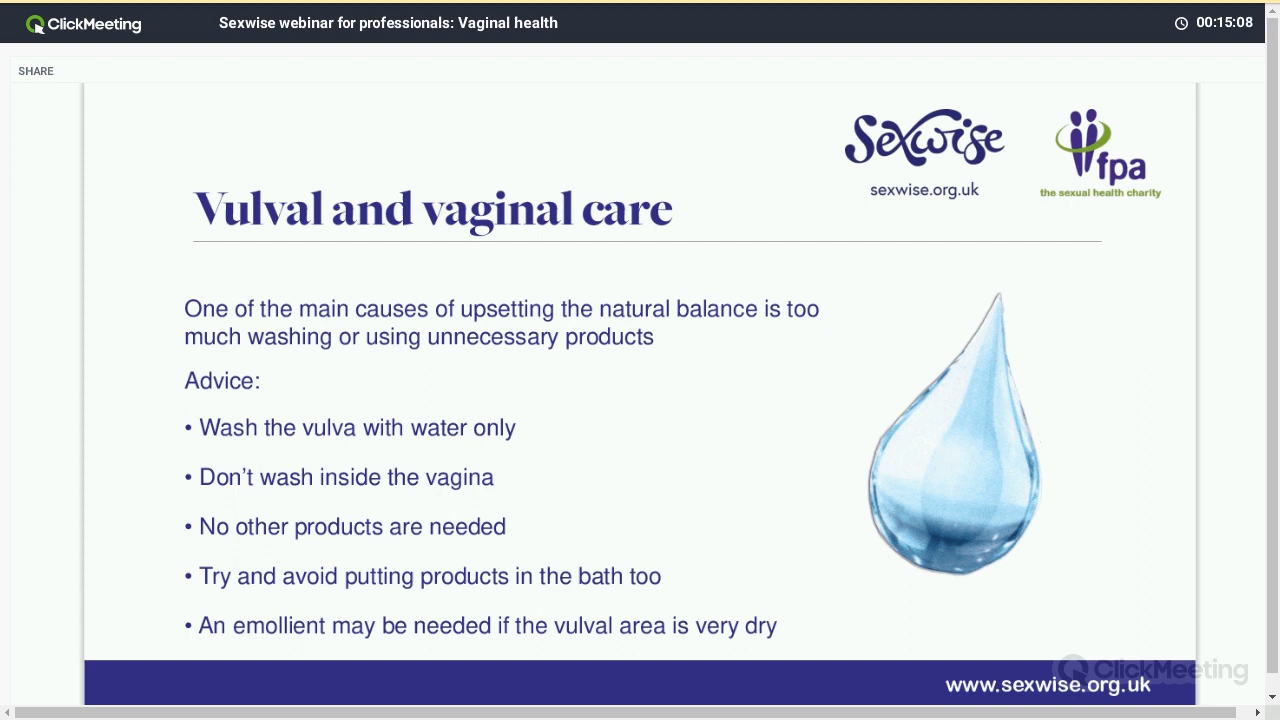 ClickMeeting
Sexwise webinar for professionals: Vaginal health
00:15:08
SHARE
Sexwise
sexwise.org.uk
fpa
the sexual health charity
Vulval and vaginal care
One of the main causes of upsetting the natural balance is too
much washing or using unnecessary products
Advice:
• Wash the vulva with water only
• Don’t wash inside the vagina
• No other products are needed
• Try and avoid putting products in the bath too
• An emollient may be needed if the vulval area is very dry
ClickMeeting
www.sexwise.org.uk